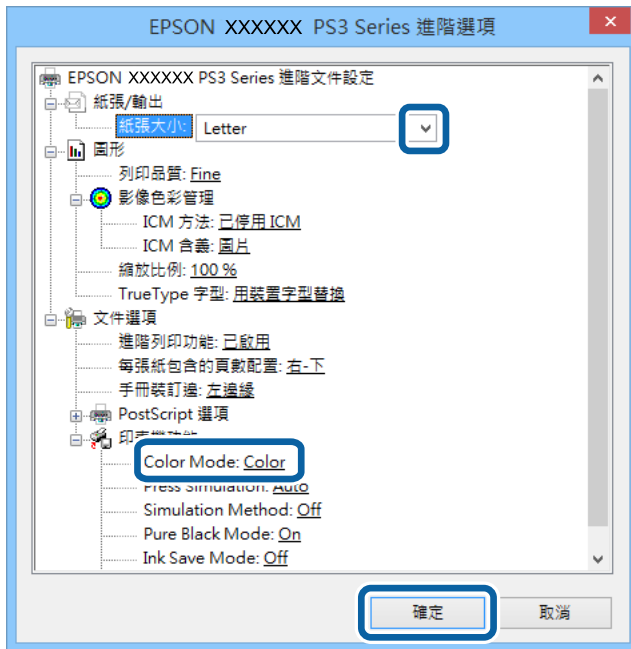 EPSON XXXXXX PS3 Series 進階選項
EPSON XXXXXX PS3 Series 進階文件設定
紙張/輸出
紙張大小: Letter
圖形
列印品質: Fine
影像色彩管理
ICM 方法: 已停用 ICM
ICM 含義: 圖片
縮放比例: 100 %
TrueType 字型: 用裝置字型替換
文件選項
進階列印功能: 已啟用
每張紙包含的頁數配置: 右-下
手冊裝訂邊: 左邊緣
PostScript 選項
印表機功能
Color Mode: Color
Press Simulation: Auto
Simulation Method: Off
Pure Black Mode: On
Ink Save Mode: Off
確定 取消